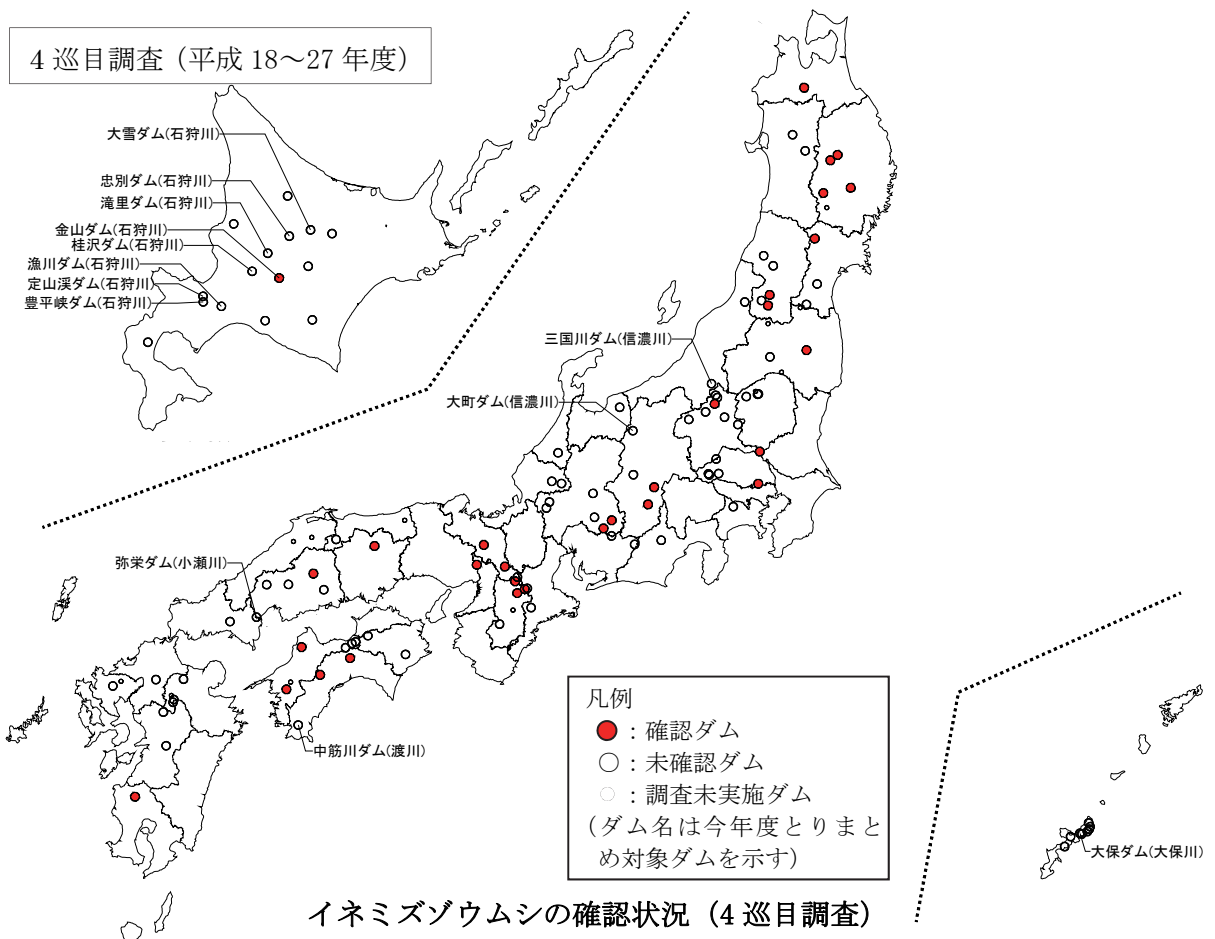 4巡目調査（平成 18～27 年度）
大雪ダム(石狩川)
忠別ダム(石狩川)
滝里ダム(石狩川)
金山ダム(石狩川)
桂沢ダム(石狩川)
漁川ダム(石狩川)
定山渓ダム(石狩川)
豊平峡ダム(石狩川)
三国川ダム(信濃川)
大町ダム(信濃川)
弥栄ダム(小瀬川)
中筋川ダム(渡川)
大保ダム(大保川)
凡例
：確認ダム
：未確認ダム
：調査未実施ダム
(ダム名は今年度とりまと
め対象ダムを示す)
イネミズゾウムシの確認状況（4巡目調査）